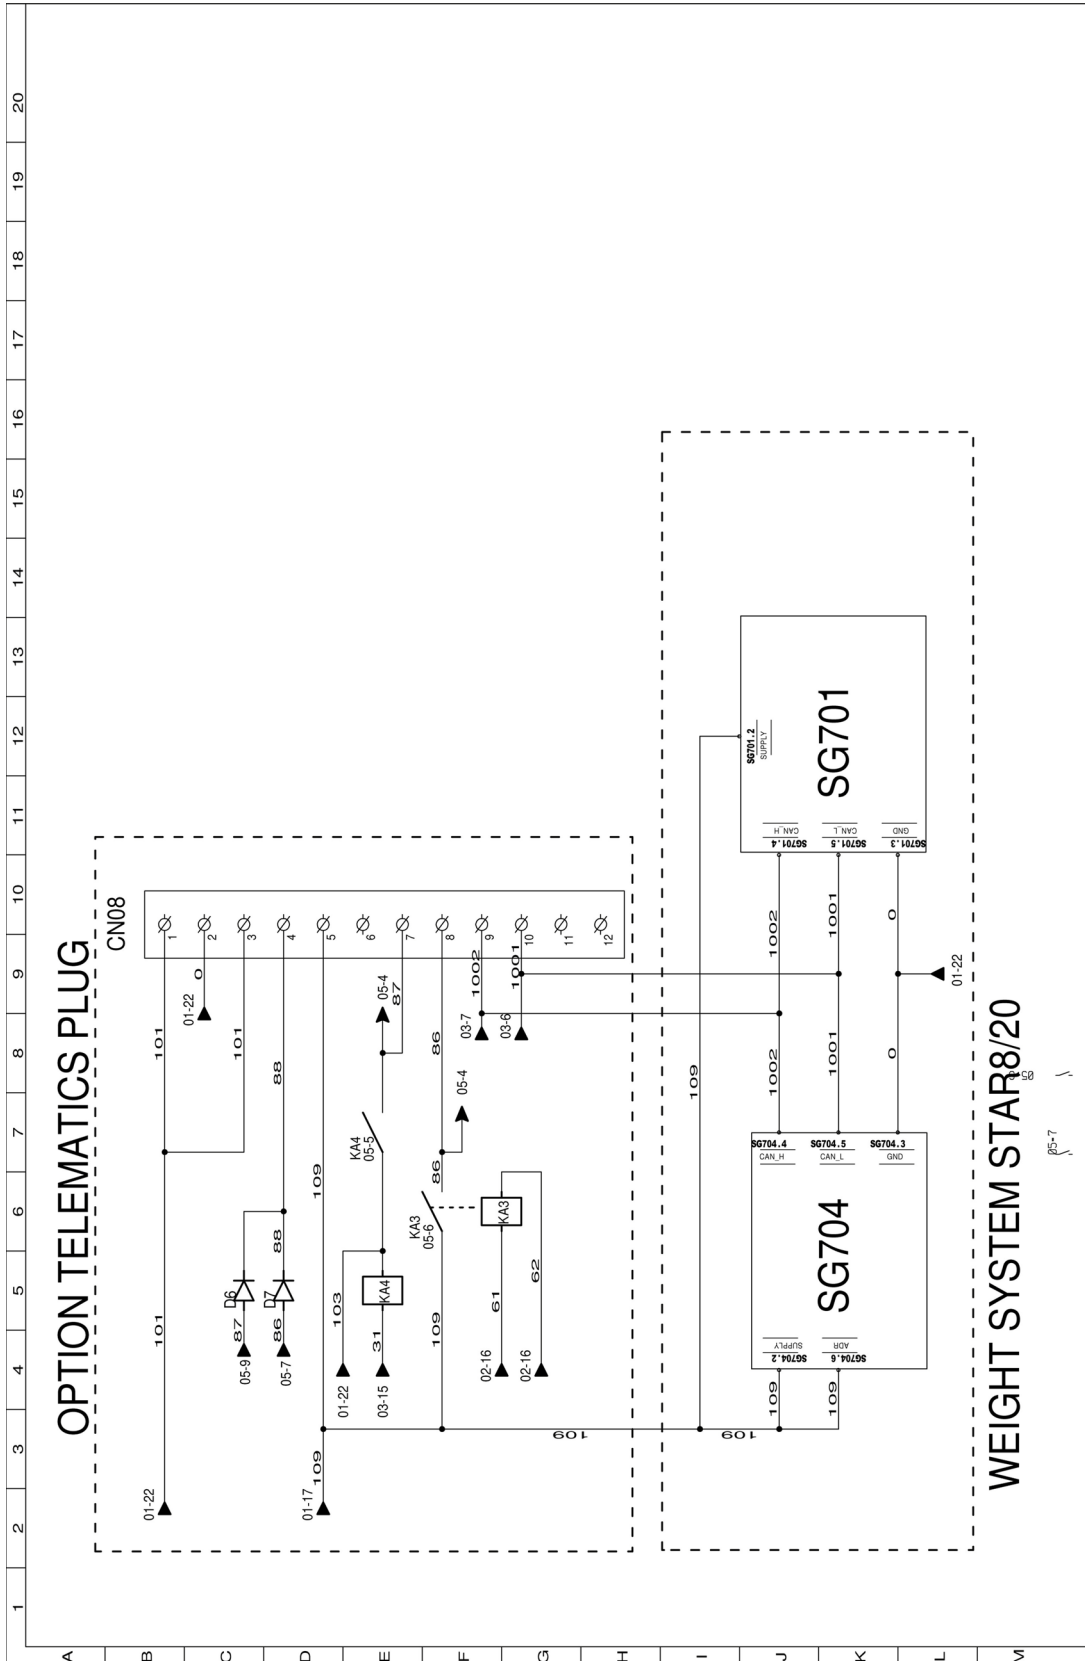 1 2 3 4 5 6 7 8 9 10 11 12 13 14 15 16 17 18 19 20
A
B
C
D
E
F
G
H
I
J
K
L
M
OPTION TELEMATICS PLUG
CN08
01-22
101
101
101
1
01-22
0
2
3
05-9
87
D6
05-7
86
D7
88
88
4
01-17
109
109
5
6
01-22
103
03-15
31
KA4
KA4
05-5
05-4
87
7
109
KA3
05-6
86
05-4
86
8
02-16
61
KA3
02-16
62
03-7
1002
9
03-6
1001
10
11
12
109
109
109
SG704.2
SUPPLY
109
SG704.6
ADR
109
SG704
SG704.4
CAN_H
SG704.5
CAN_L
SG704.3
GND
1002
1002
1001
1001
0
0
01-22
SG701.4
CAN_H
SG701.5
CAN_L
SG701.3
GND
SG701.2
SUPPLY
SG701
WEIGHT SYSTEM STAR8/20
05-7